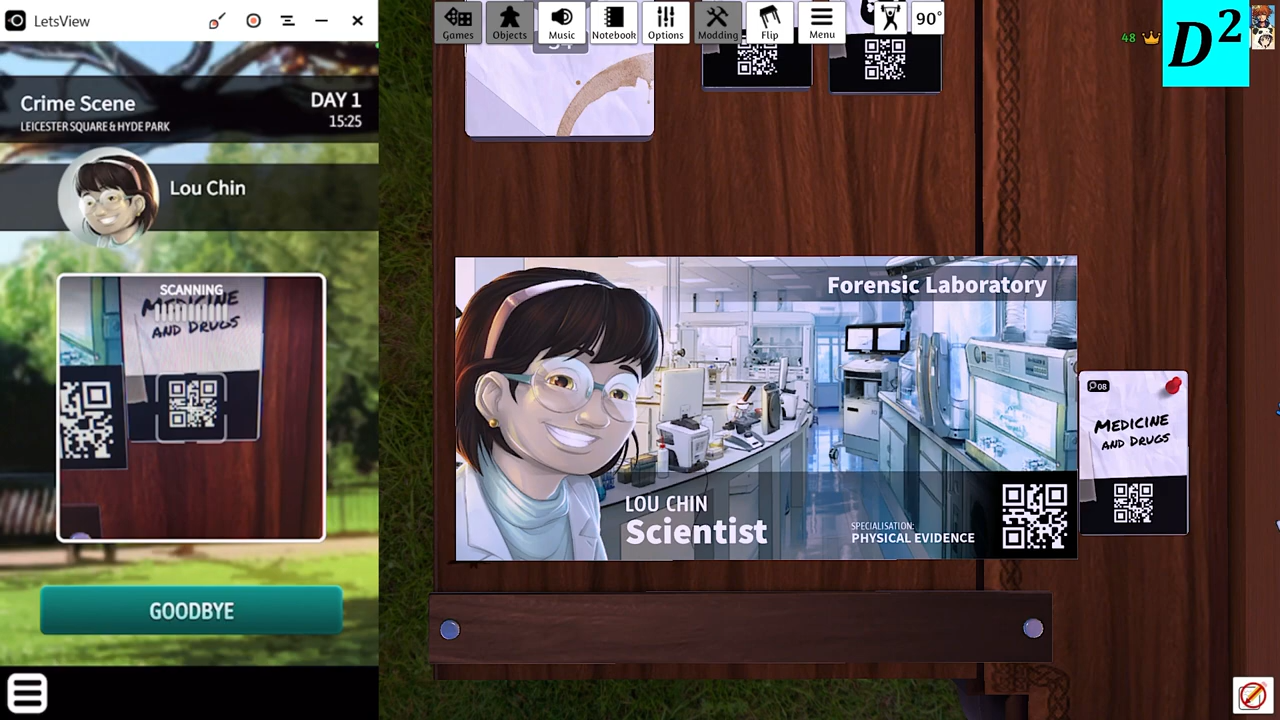 LetsView
Crime Scene
LEICESTER SQUARE & HYDE PARK
DAY 1
15:25
Lou Chin
SCANNING
MEDICINE
AND DRUGS
GOODBYE
Games
Objects
Music
Notebook
Options
Modding
Flip
Menu
90°
48
D²
Forensic Laboratory
LOU CHIN
Scientist
SPECIALISATION:
PHYSICAL EVIDENCE
08
MEDICINE
AND DRUGS